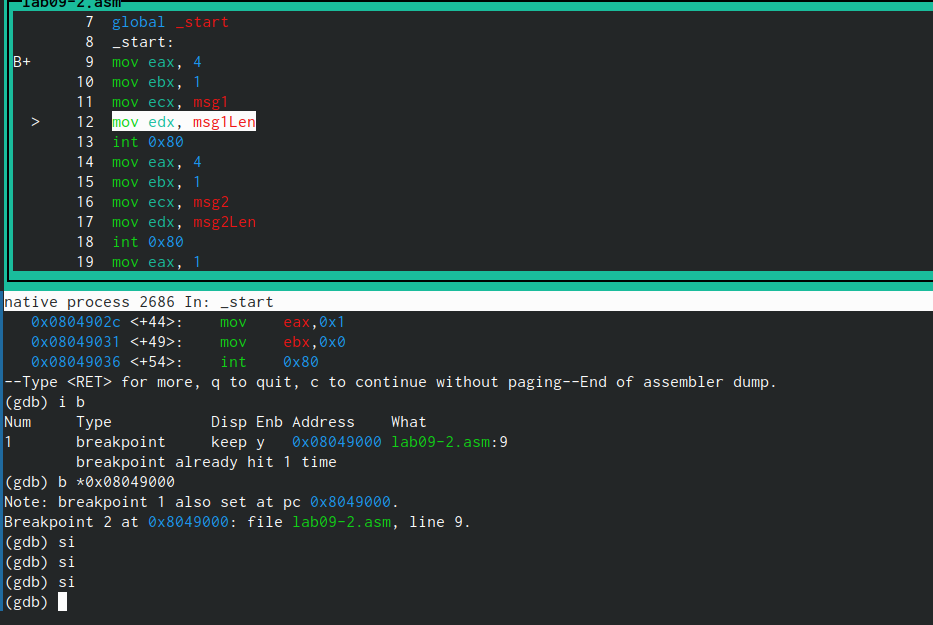 lab09-2.asm
7 global _start
8 _start:
B+ 9 mov eax, 4
10 mov ebx, 1
11 mov ecx, msg1
> 12 mov edx, msg1Len
13 int 0x80
14 mov eax, 4
15 mov ebx, 1
16 mov ecx, msg2
17 mov edx, msg2Len
18 int 0x80
19 mov eax, 1
native process 2686 In: _start
0x0804902c <+44>: mov eax,0x1
0x08049031 <+49>: mov ebx,0x0
0x08049036 <+54>: int 0x80
--Type <RET> for more, q to quit, c to continue without paging--End of assembler dump.
(gdb) i b
Num Type Disp Enb Address What
1 breakpoint keep y 0x08049000 lab09-2.asm:9
breakpoint already hit 1 time
(gdb) b *0x08049000
Note: breakpoint 1 also set at pc 0x8049000.
Breakpoint 2 at 0x8049000: file lab09-2.asm, line 9.
(gdb) si
(gdb) si
(gdb) si
(gdb)